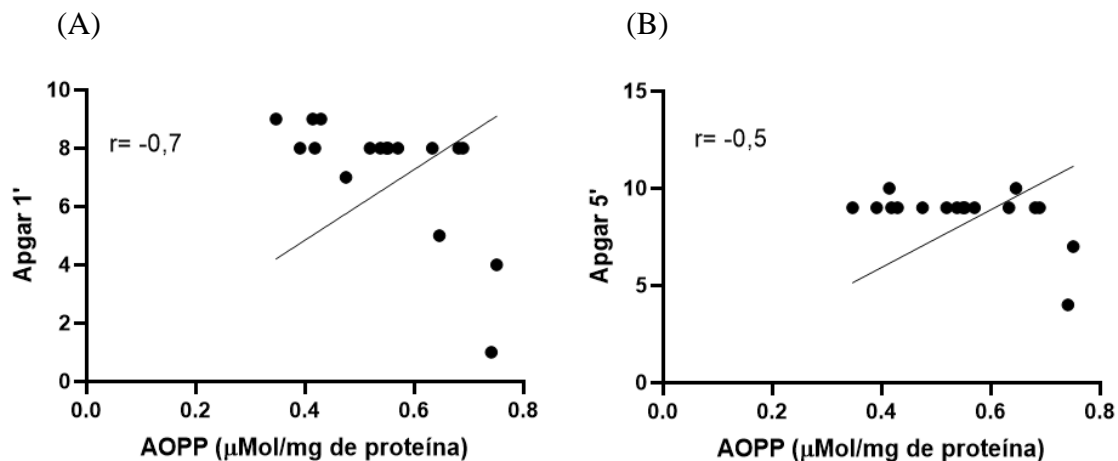 (A)
10
8
6
4
2
0
r= -0,7
Apgar 1'
0.0 0.2 0.4 0.6 0.8
AOPP (μMol/mg de proteína)
(B)
15
10
5
0
r= -0,5
Apgar 5'
0.0 0.2 0.4 0.6 0.8
AOPP (μMol/mg de proteína)